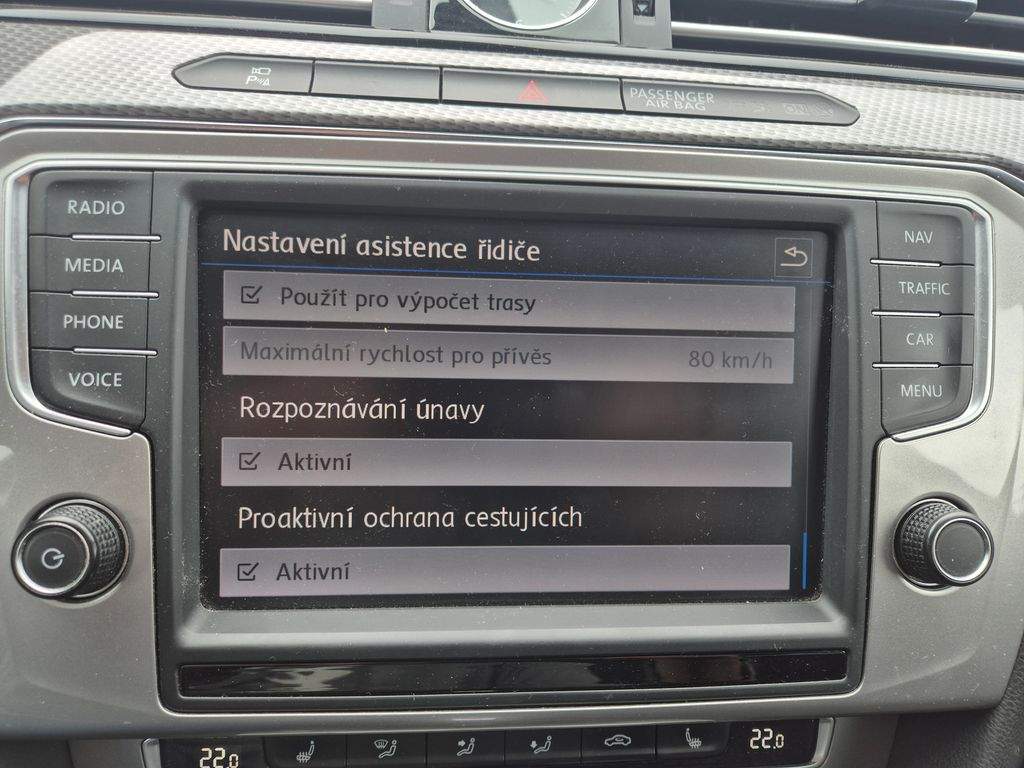 P
PASSENGER
AIR BAG
RADIO
MEDIA
PHONE
VOICE
Nastavení asistence řidiče
Použít pro výpočet trasy
Maximální rychlost pro přívěs 80 km/h
Rozpoznávání únavy
Aktivní
Proaktivní ochrana cestujících
Aktivní
NAV
TRAFFIC
CAR
MENU
22.0
22.0